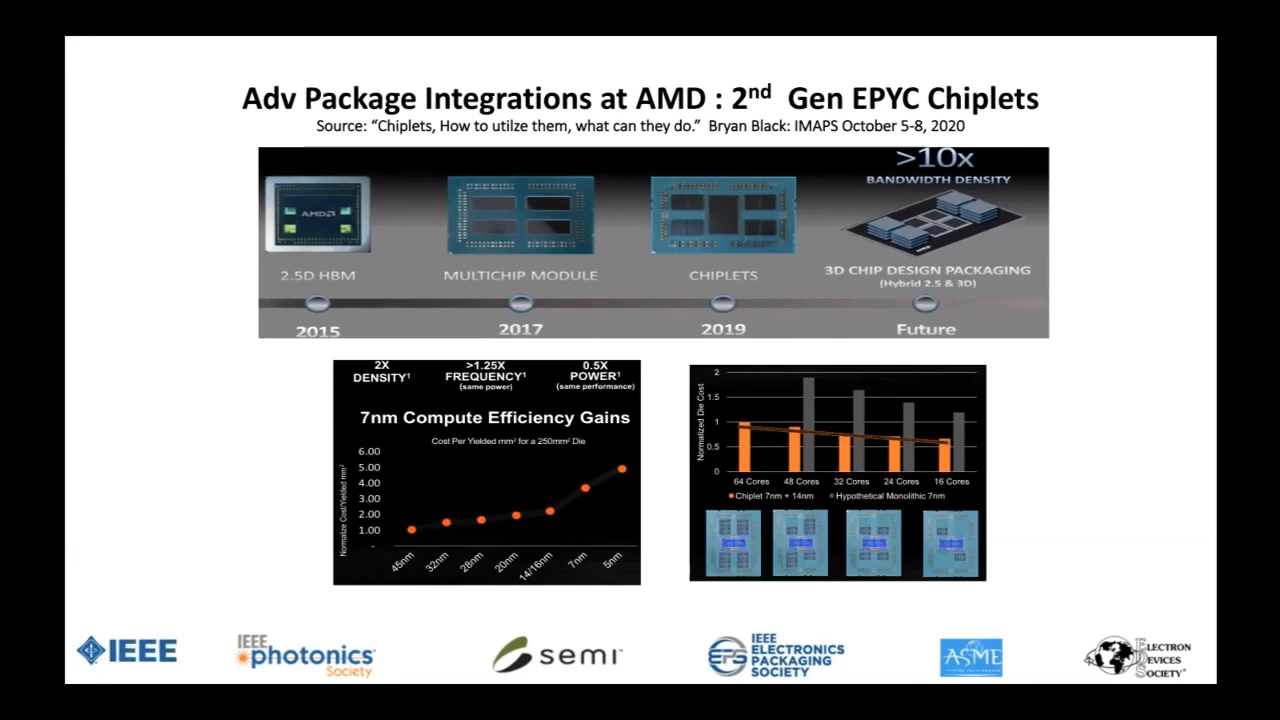 Adv Package Integrations at AMD : 2nd Gen EPYC Chiplets
Source: “Chiplets, How to utilze them, what can they do.” Bryan Black: IMAPS October 5-8, 2020
>10x
BANDWIDTH DENSITY
AMD
2.5D HBM
MULTICHIP MODULE
CHIPLETS
3D CHIP DESIGN PACKAGING
(Hybrid 2.5 & 3D)
2015
2017
2019
Future
2X
DENSITY¹
>1.25X
FREQUENCY¹
(same power)
0.5X
POWER¹
(same performance)
7nm Compute Efficiency Gains
Cost Per Yielded mm² for a 250mm² Die
Normalize Cost/Yielded mm²
6.00
5.00
4.00
3.00
2.00
1.00
-
45nm
32nm
28nm
20nm
14/16nm
7nm
5nm
Normalized Die Cost
2
1.5
1
0.5
0
64 Cores
48 Cores
32 Cores
24 Cores
16 Cores
Chiplet 7nm + 14nm
Hypothetical Monolithic 7nm
IEEE
IEEE
photonics
Society
semi
EPS
IEEE
ELECTRONICS
PACKAGING
SOCIETY
ASME
ELECTRON
DEVICES
SOCIETY®